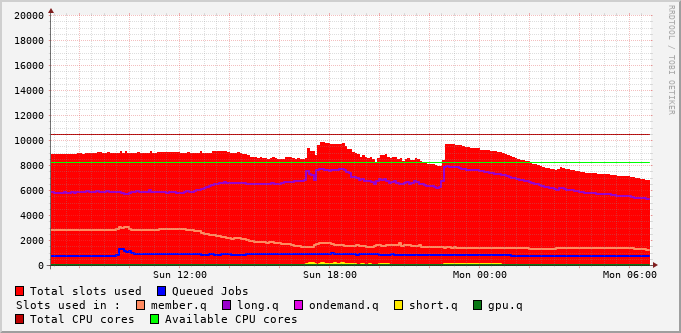 RRDTOOL / TOBI OETIKER
20000
18000
16000
14000
12000
10000
8000
6000
4000
2000
0
Sun 12:00 Sun 18:00 Mon 00:00 Mon 06:00
Total slots used Queued Jobs
Slots used in : member.q long.q ondemand.q short.q gpu.q
Total CPU cores Available CPU cores